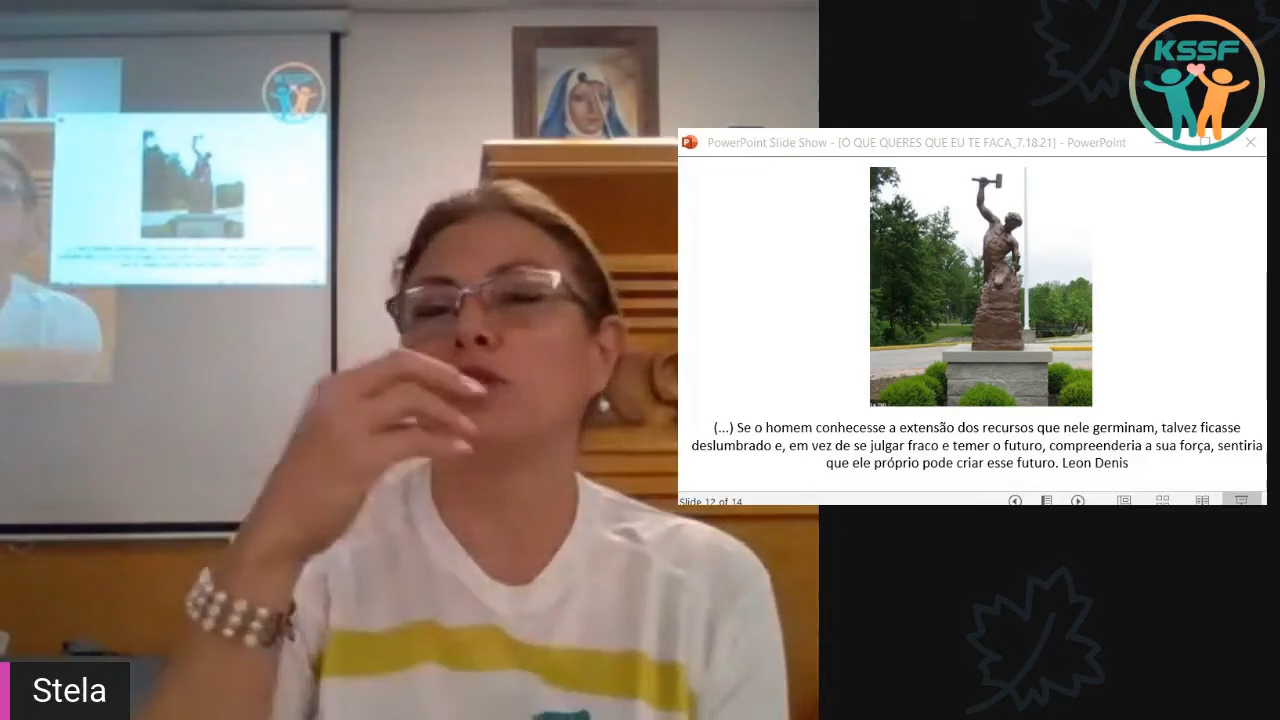 KSSF
PowerPoint Slide Show - [O QUE QUERES QUE EU TE FACA_7.18.21] - PowerPoint
(...) Se o homem conhecesse a extensão dos recursos que nele germinam, talvez ficasse
deslumbrado e, em vez de se julgar fraco e temer o futuro, compreenderia a sua força, sentiria
que ele próprio pode criar esse futuro. Leon Denis
Slide 12 of 14
Stela